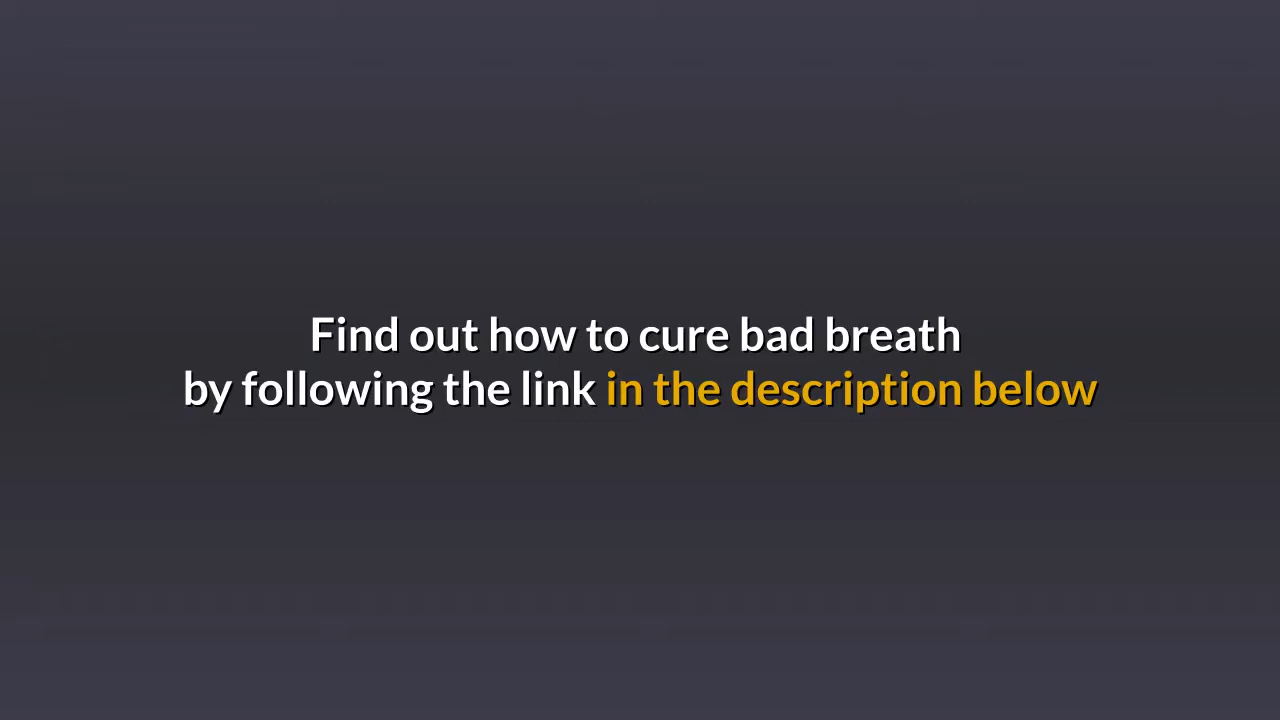 Find out how to cure bad breath
by following the link in the description below